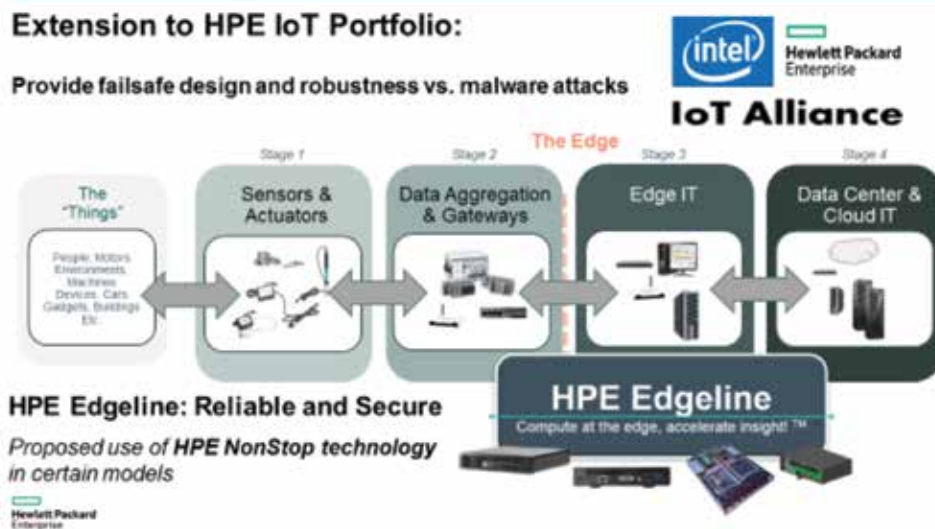 Extension to HPE IoT Portfolio:
Provide failsafe design and robustness vs. malware attacks
intel
Hewlett Packard
Enterprise
IoT Alliance
The Edge
Stage 1
Stage 2
Stage 3
Stage 4
The
"Things"
Sensors &
Actuators
Data Aggregation
& Gateways
Edge IT
Data Center &
Cloud IT
People, Motors
Environments,
Machines
Devices, Cars,
Gadgets, Buildings
Etc.
HPE Edgeline: Reliable and Secure
Proposed use of HPE NonStop technology
in certain models
HPE Edgeline
Compute at the edge, accelerate insight! ™
Hewlett Packard
Enterprise